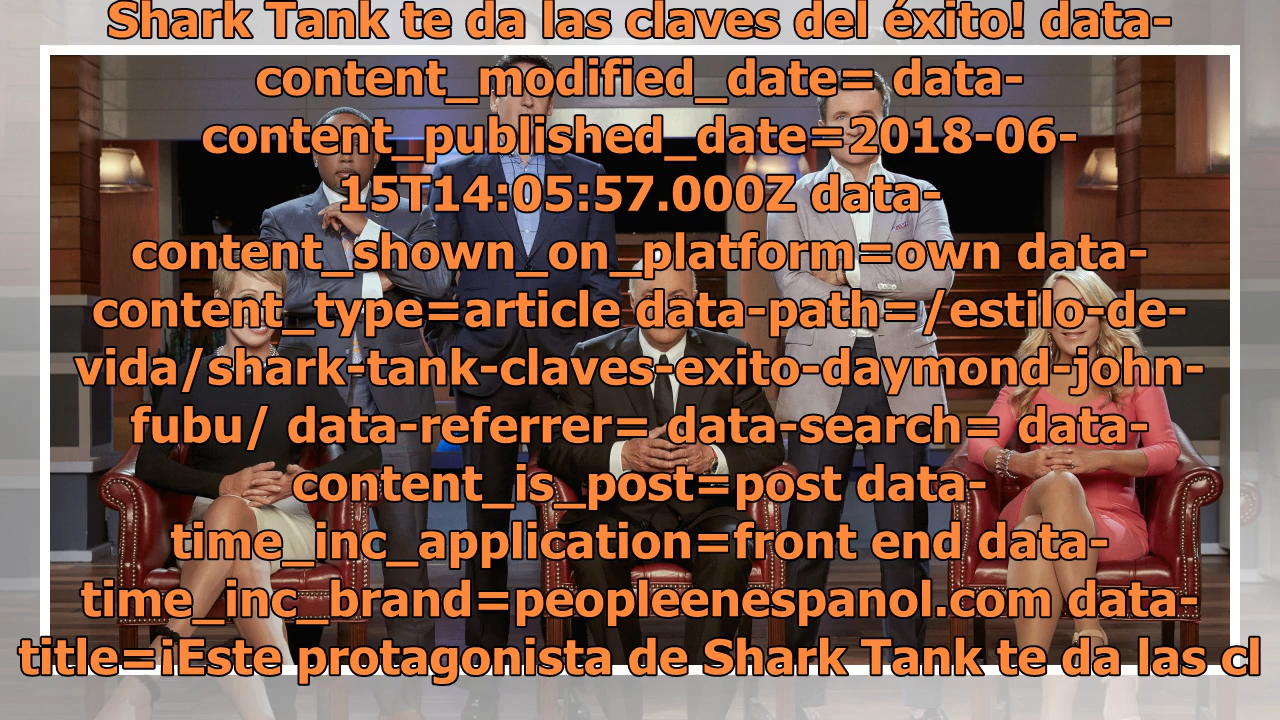 Shark Tank te da las claves del éxito! data-
content_modified_date= data-
content_published_date=2018-06-
15T14:05:57.000Z data-
content_shown_on_platform=own data-
content_type=article data-path=/estilo-de-
vida/shark-tank-claves-exito-daymond-john-
fubu/ data-referrer= data-search= data-
content_is_post=post data-
time_inc_application=front end data-
time_inc_brand=peopleenespanol.com data-
title=¡Este protagonista de Shark Tank te da las cl